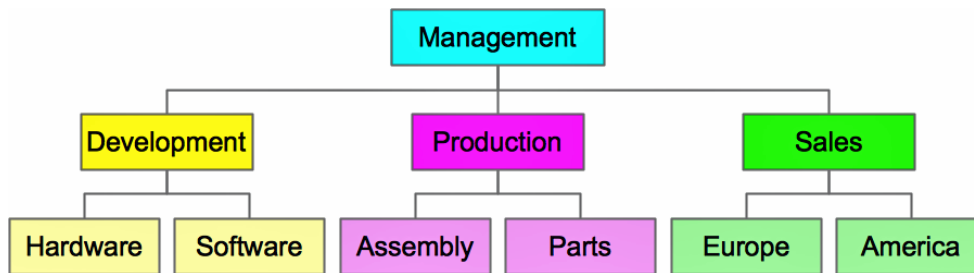 Management
Development
Production
Sales
Hardware
Software
Assembly
Parts
Europe
America